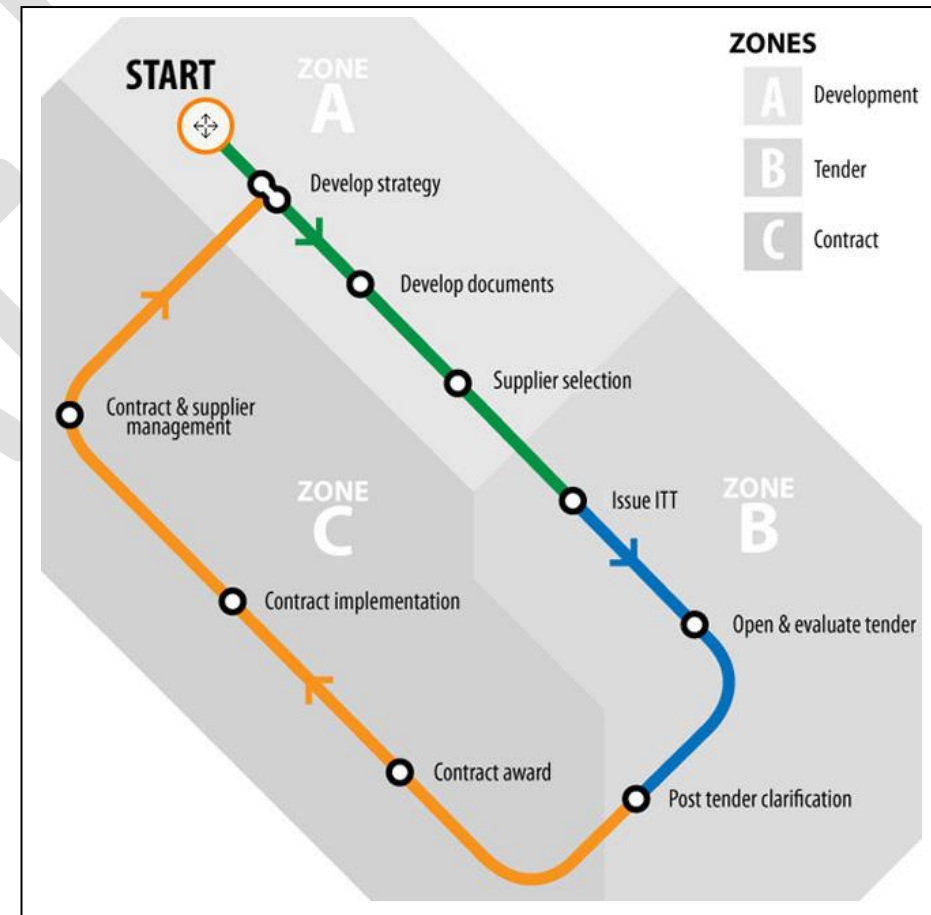 START
ZONE
A
ZONES
A Development
B Tender
C Contract
Develop strategy
Develop documents
Supplier selection
Issue ITT
ZONE
B
Open & evaluate tender
Post tender clarification
Contract award
Contract implementation
ZONE
C
Contract & supplier
management